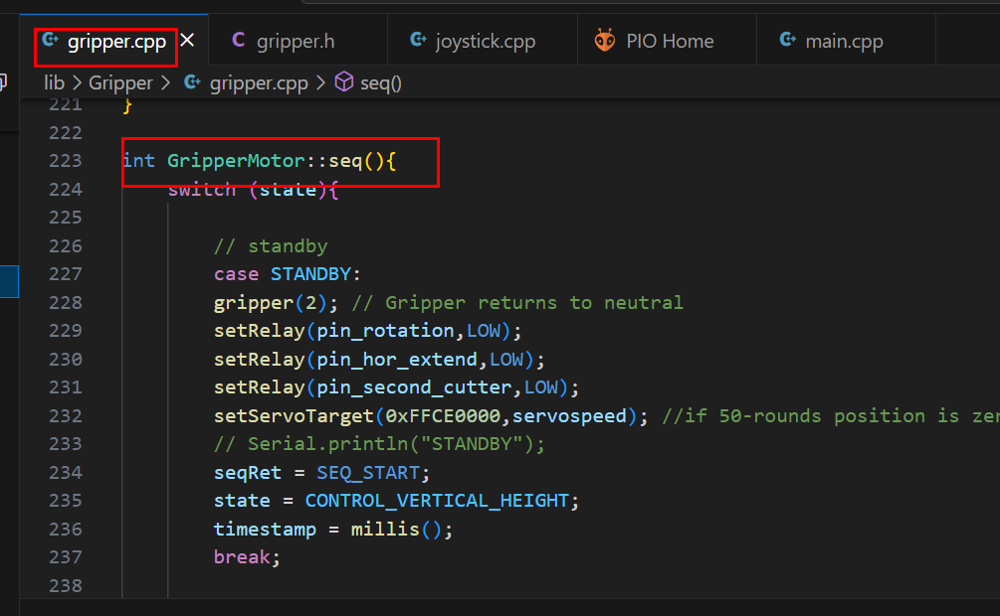 gripper.cpp gripper.h joystick.cpp PIO Home main.cpp
lib > Gripper > gripper.cpp > seq()
221 }
222
223 int GripperMotor::seq(){
224 switch (state){
225
226 // standby
227 case STANDBY:
228 gripper(2); // Gripper returns to neutral
229 setRelay(pin_rotation,LOW);
230 setRelay(pin_hor_extend,LOW);
231 setRelay(pin_second_cutter,LOW);
232 setServoTarget(0xFFCE0000,servospeed); //if 50-rounds position is zer
233 // Serial.println("STANDBY");
234 seqRet = SEQ_START;
235 state = CONTROL_VERTICAL_HEIGHT;
236 timestamp = millis();
237 break;
238